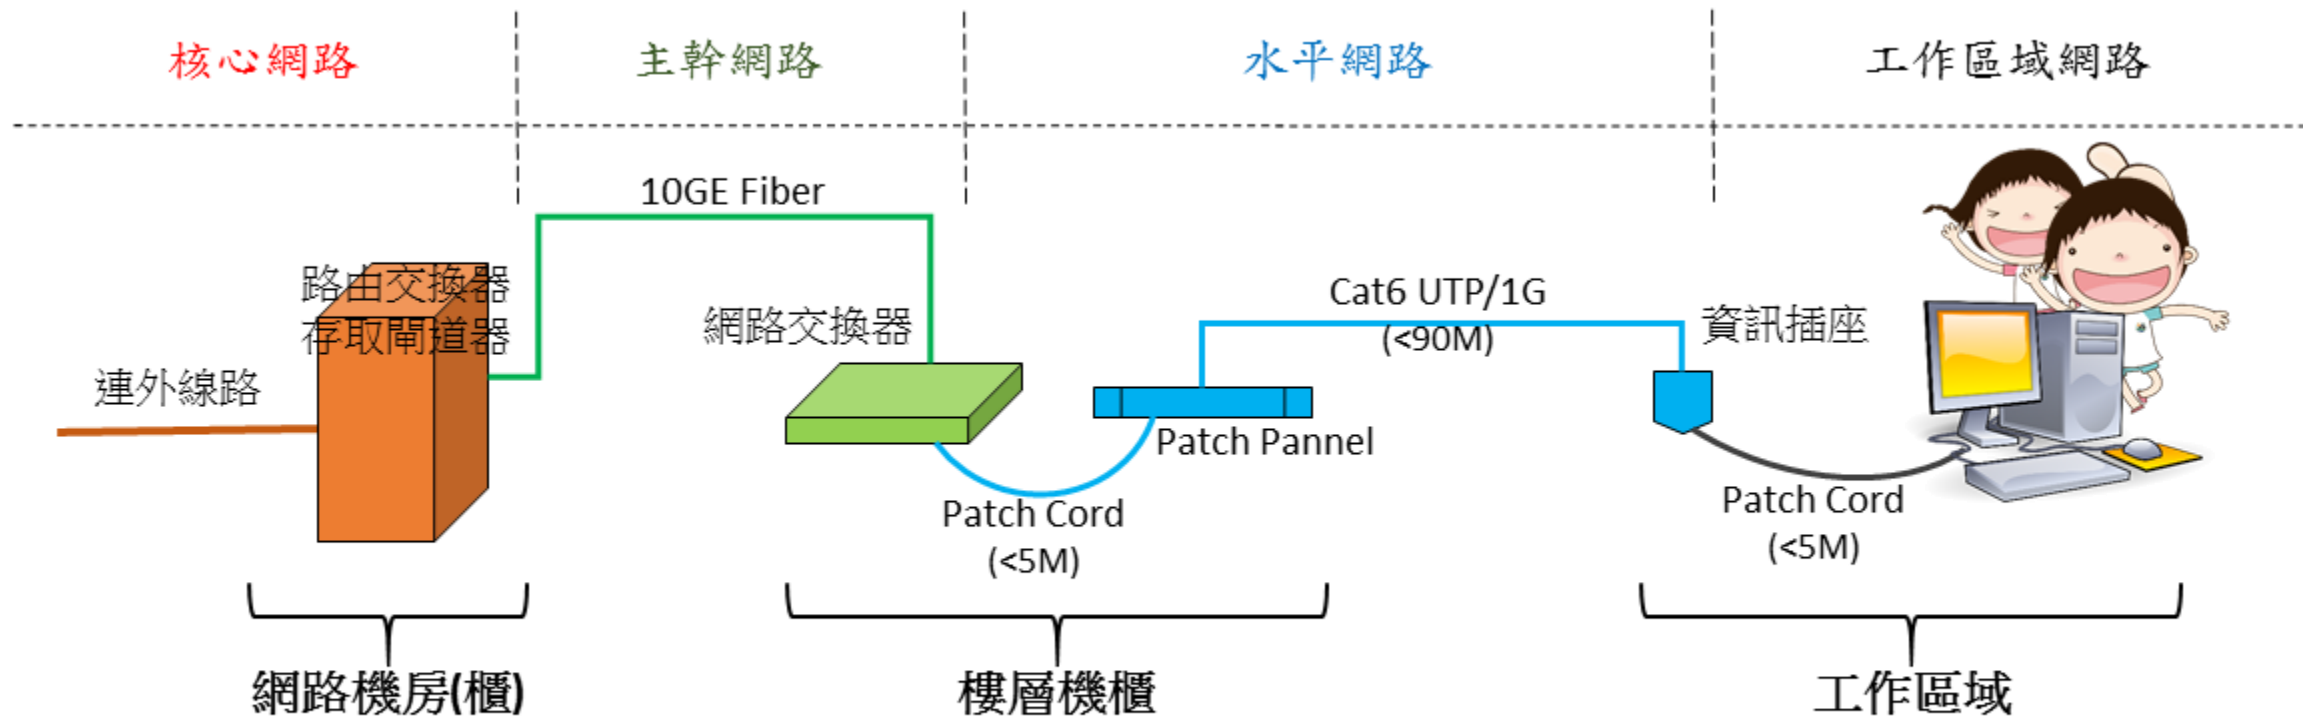 核心網路
主幹網路
水平網路
工作區域網路
10GE Fiber
路由交換器
存取閘道器
連外線路
網路交換器
Cat6 UTP/1G
(<90M)
資訊插座
Patch Pannel
Patch Cord
(<5M)
Patch Cord
(<5M)
網路機房(櫃)
樓層機櫃
工作區域